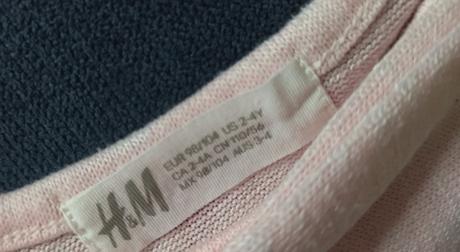 H&M
EUR 98/104 US 2-4Y
CA 2-4A CN 110/56
MX 98/104 AUS 3-4